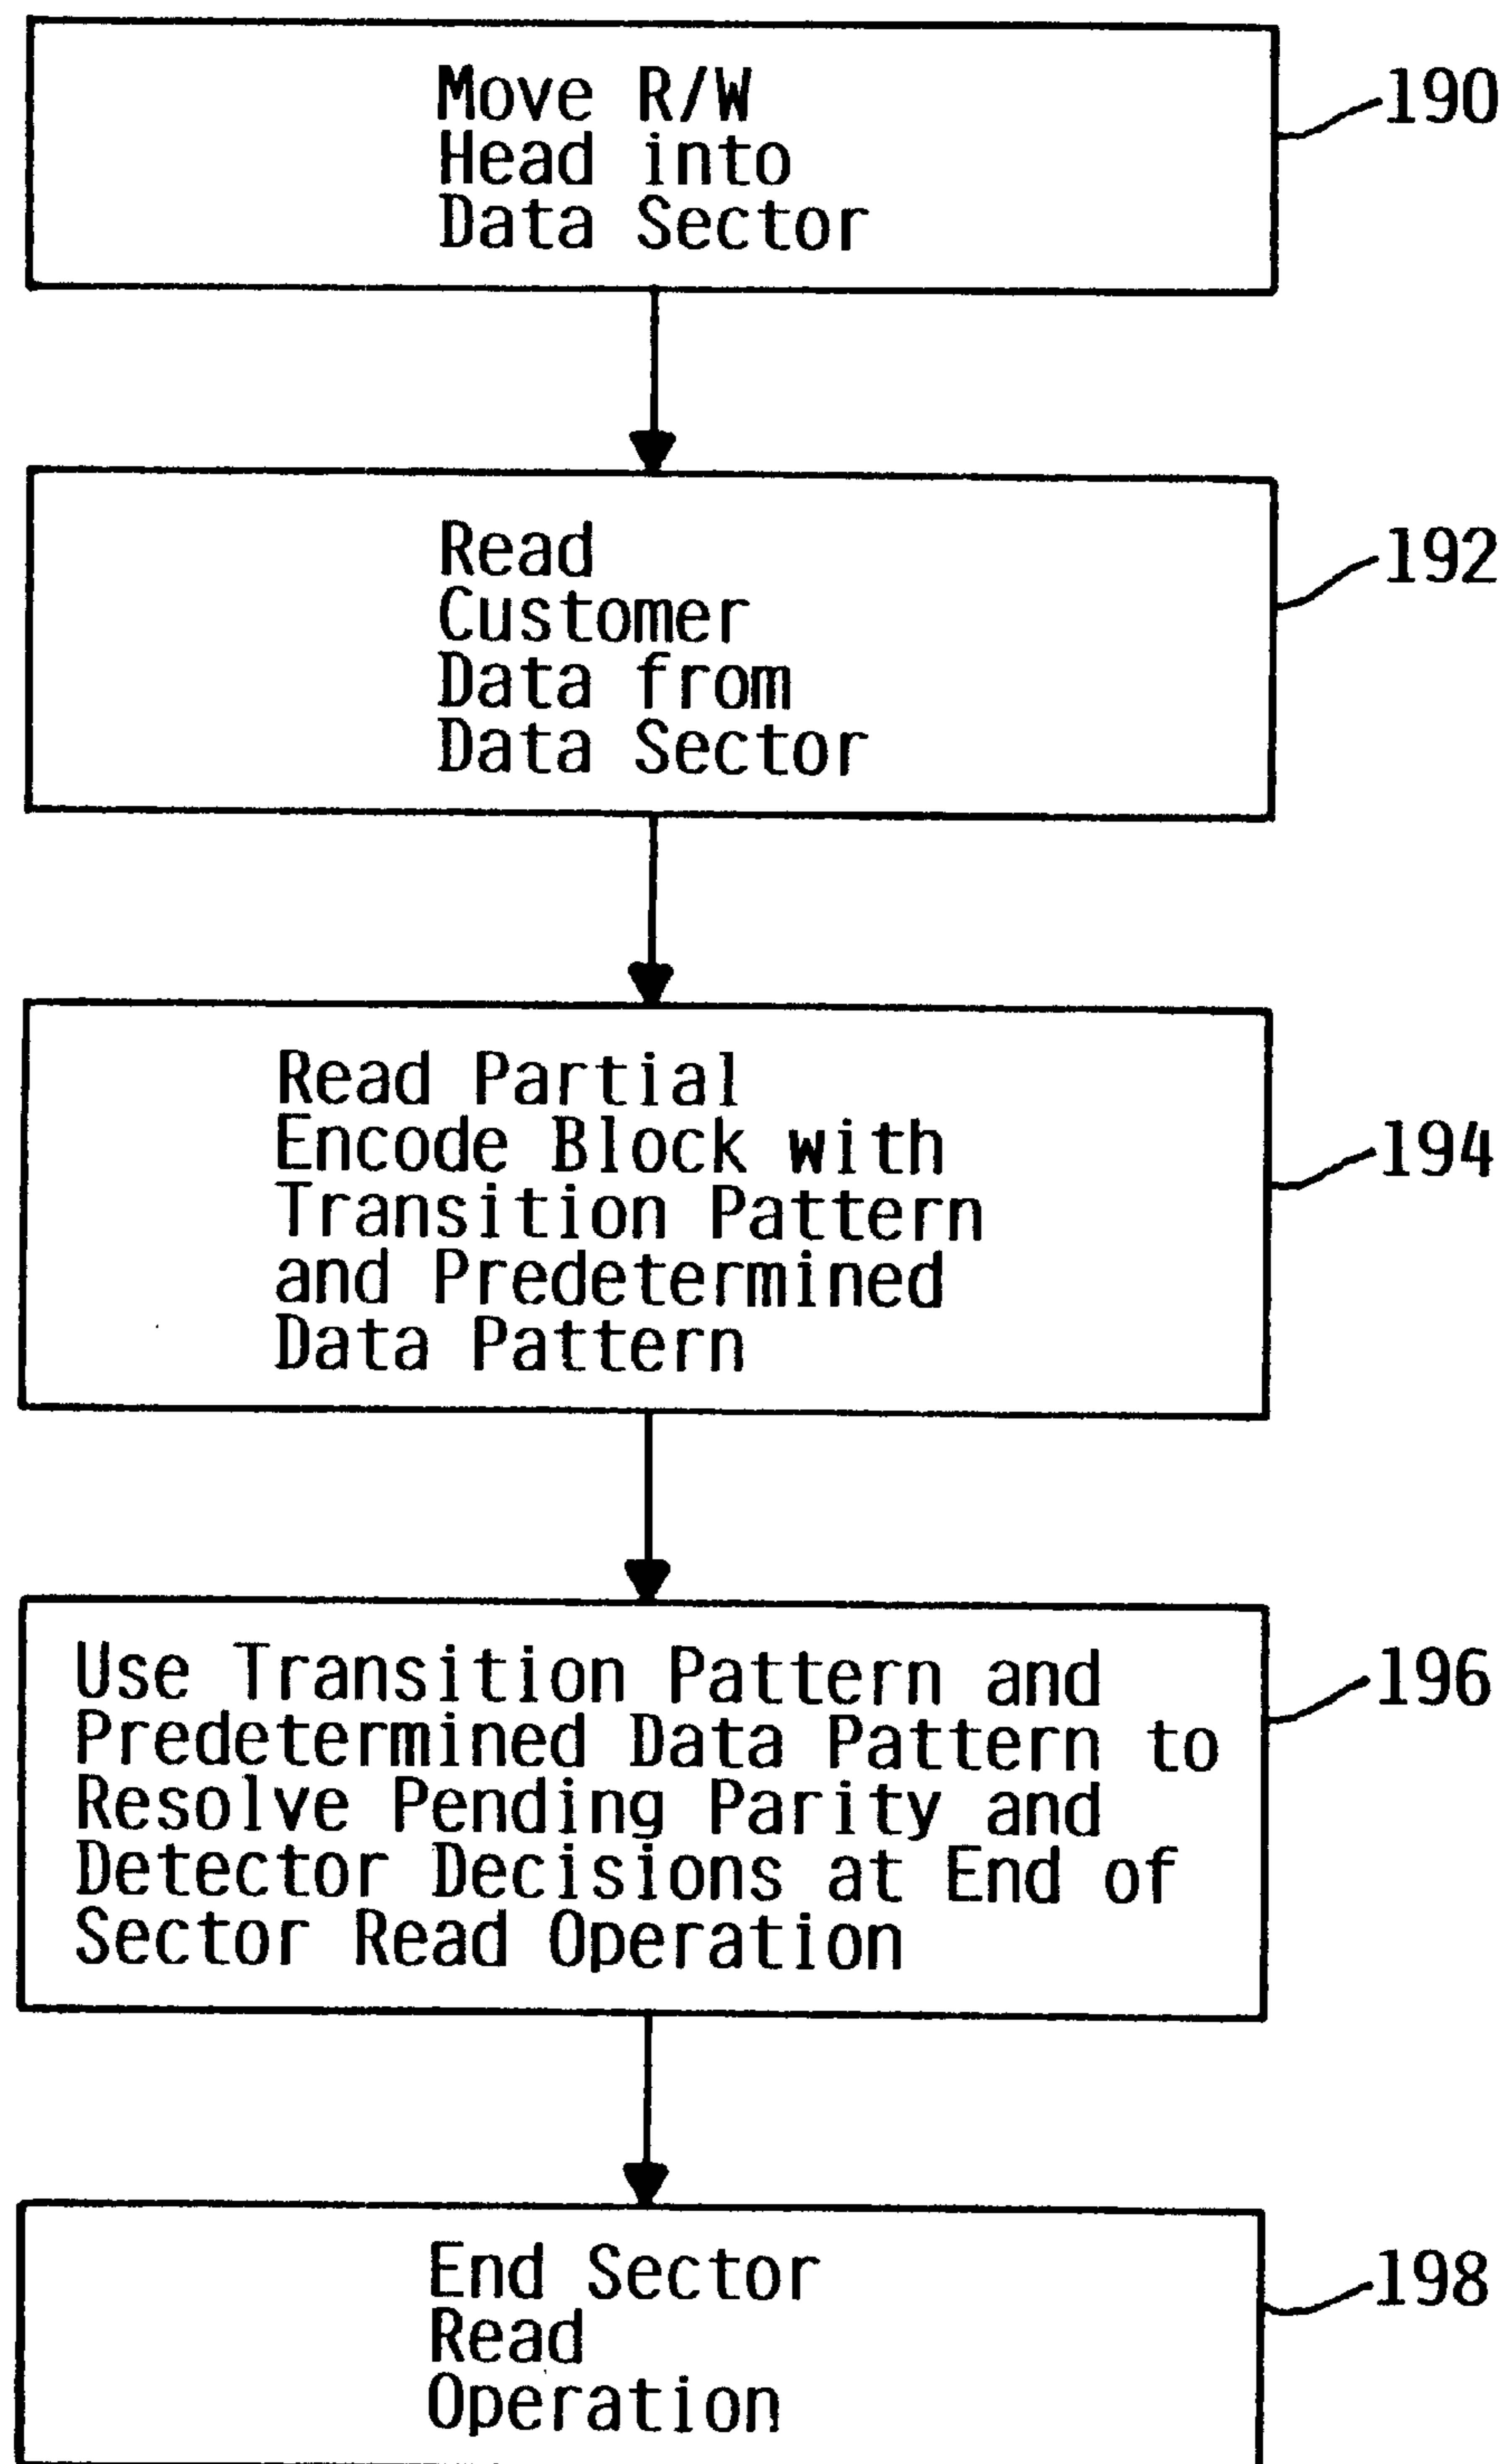 Move R/W
Head into
Data Sector
190
Read
Customer
Data from
Data Sector
192
Read Partial
Encode Block with
Transition Pattern
and Predetermined
Data Pattern
194
Use Transition Pattern and
Predetermined Data Pattern to
Resolve Pending Parity and
Detector Decisions at End of
Sector Read Operation
196
End Sector
Read
Operation
198